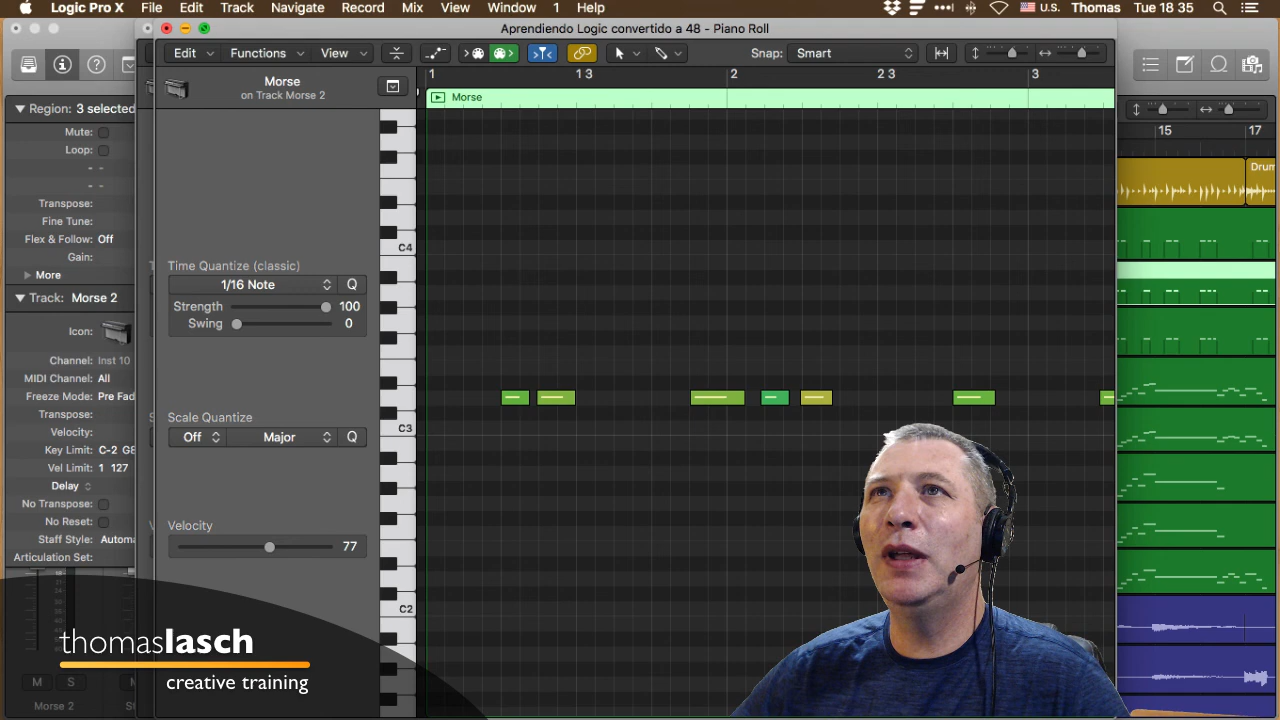 Logic Pro X File Edit Track Navigate Record Mix View Window 1 Help U.S. Thomas Tue 18 35
Aprendiendo Logic convertido a 48 - Piano Roll
Edit Functions View Snap: Smart
Region: 3 selected
Mute:
Loop:
Transpose:
Fine Tune:
Flex & Follow: Off
Gain:
More
Track: Morse 2
Icon:
Channel: Inst 10
MIDI Channel: All
Freeze Mode: Pre Fad
Transpose:
Velocity:
Key Limit: C-2 G8
Vel Limit: 1 127
Delay
No Transpose:
No Reset:
Staff Style: Automa
Articulation Set:
M S
Morse 2
Morse
on Track Morse 2
Time Quantize (classic)
1/16 Note Q
Strength 100
Swing 0
Scale Quantize
Off Major Q
Velocity
77
1 1 3 2 2 3 3
Morse
C4
C3
C2
15 17
Drum
thomaslasch
creative training